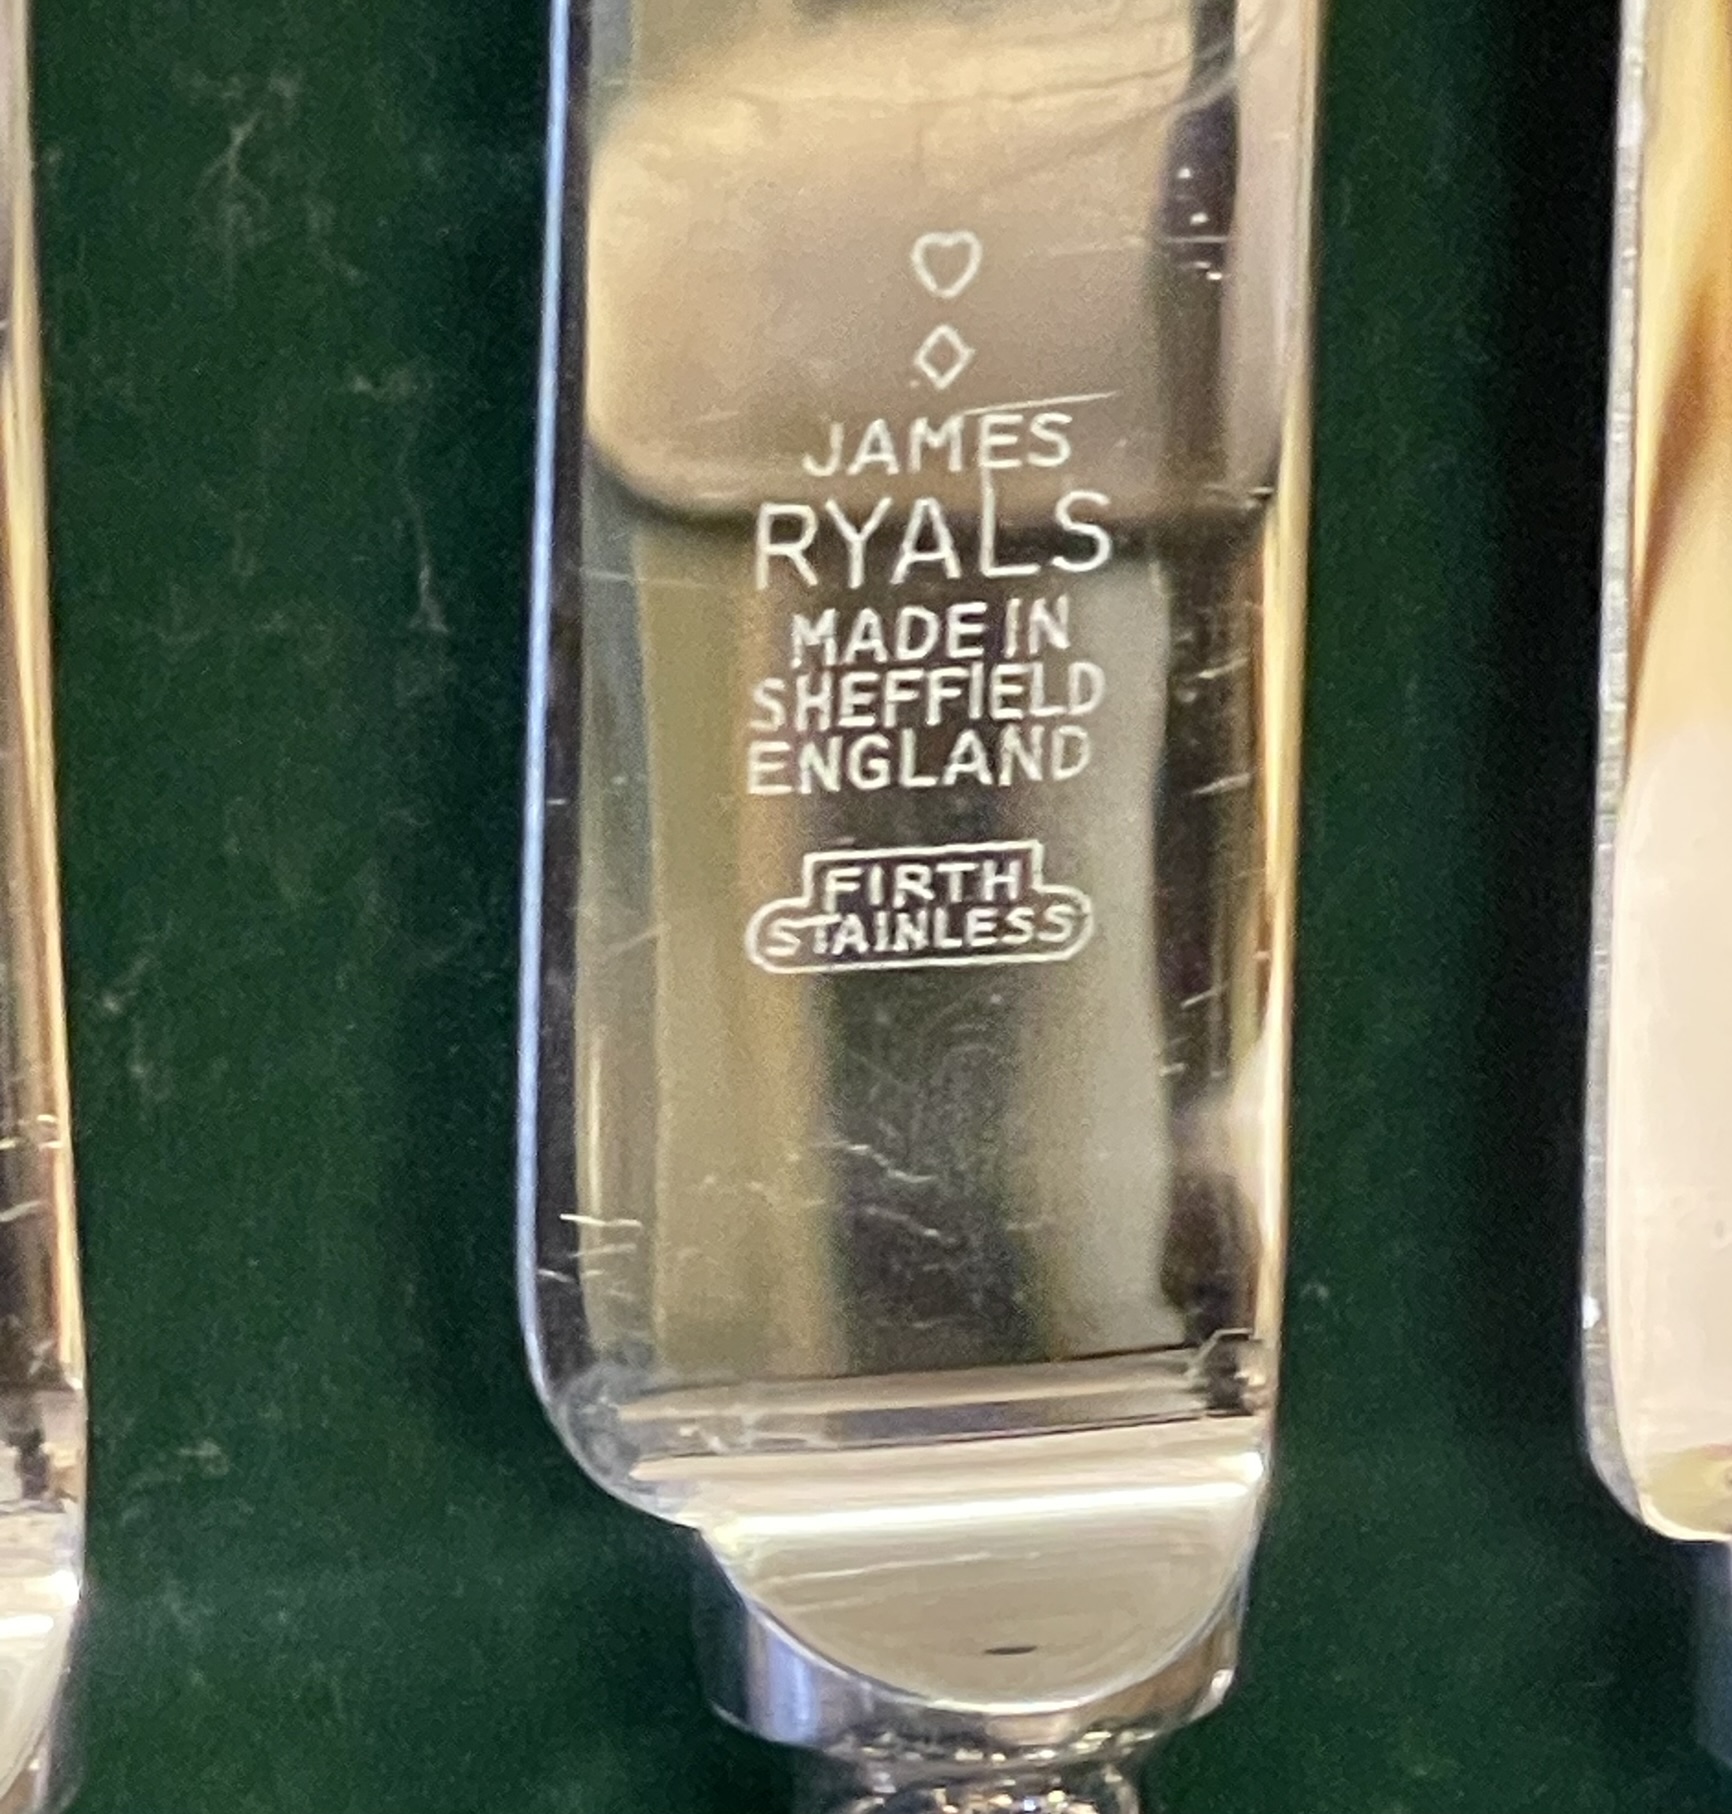 JAMES
RYALS
MADE IN
SHEFFIELD
ENGLAND
FIRTH
STAINLESS